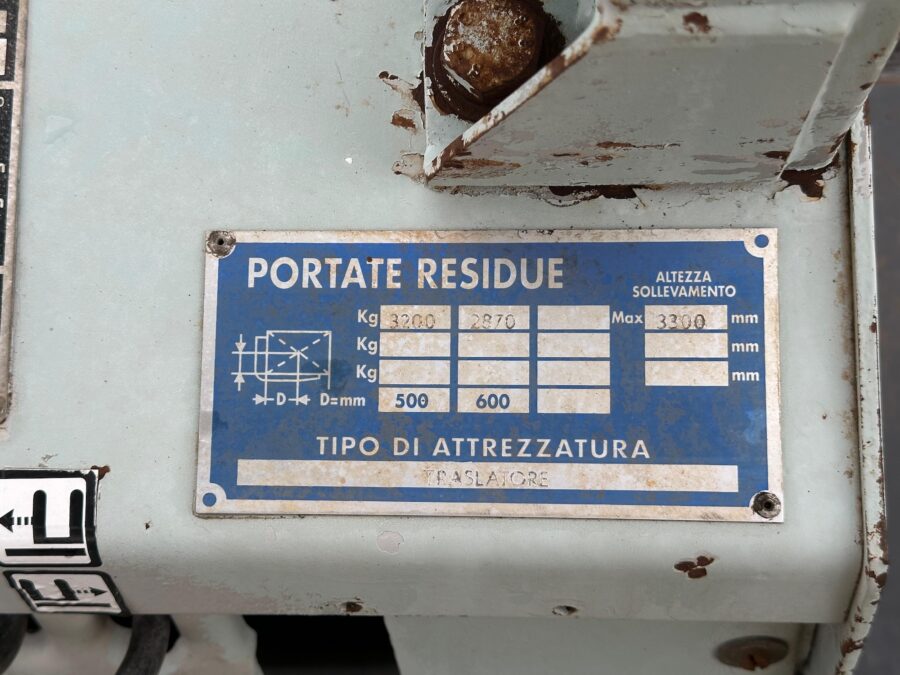 PORTATE RESIDUE
ALTEZZA
SOLLEVAMENTO
Kg 3200 2870 Max 3300 mm
Kg mm
Kg mm
D D=mm 500 600
TIPO DI ATTREZZATURA
TRASLATORE